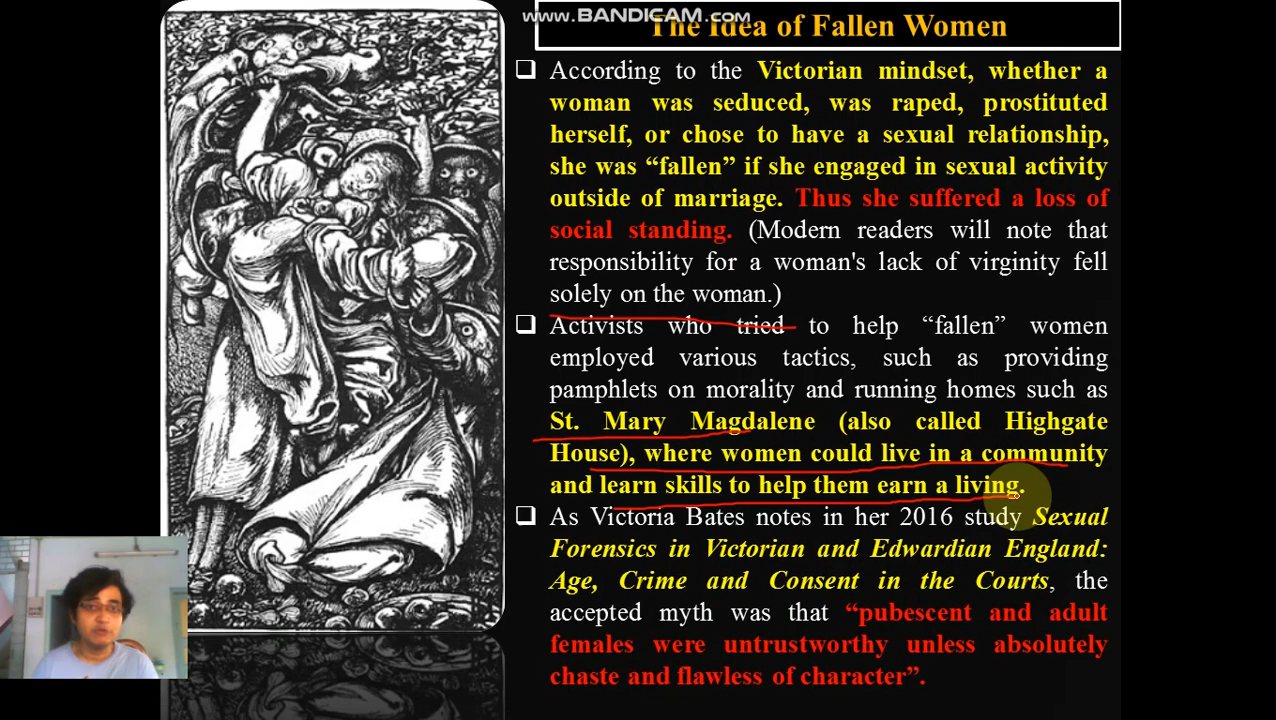 www.BANDICAM.com
The Idea of Fallen Women
❑ According to the Victorian mindset, whether a
woman was seduced, was raped, prostituted
herself, or chose to have a sexual relationship,
she was “fallen” if she engaged in sexual activity
outside of marriage. Thus she suffered a loss of
social standing. (Modern readers will note that
responsibility for a woman's lack of virginity fell
solely on the woman.)
❑ Activists who tried to help “fallen” women
employed various tactics, such as providing
pamphlets on morality and running homes such as
St. Mary Magdalene (also called Highgate
House), where women could live in a community
and learn skills to help them earn a living.
❑ As Victoria Bates notes in her 2016 study Sexual
Forensics in Victorian and Edwardian England:
Age, Crime and Consent in the Courts, the
accepted myth was that “pubescent and adult
females were untrustworthy unless absolutely
chaste and flawless of character”.